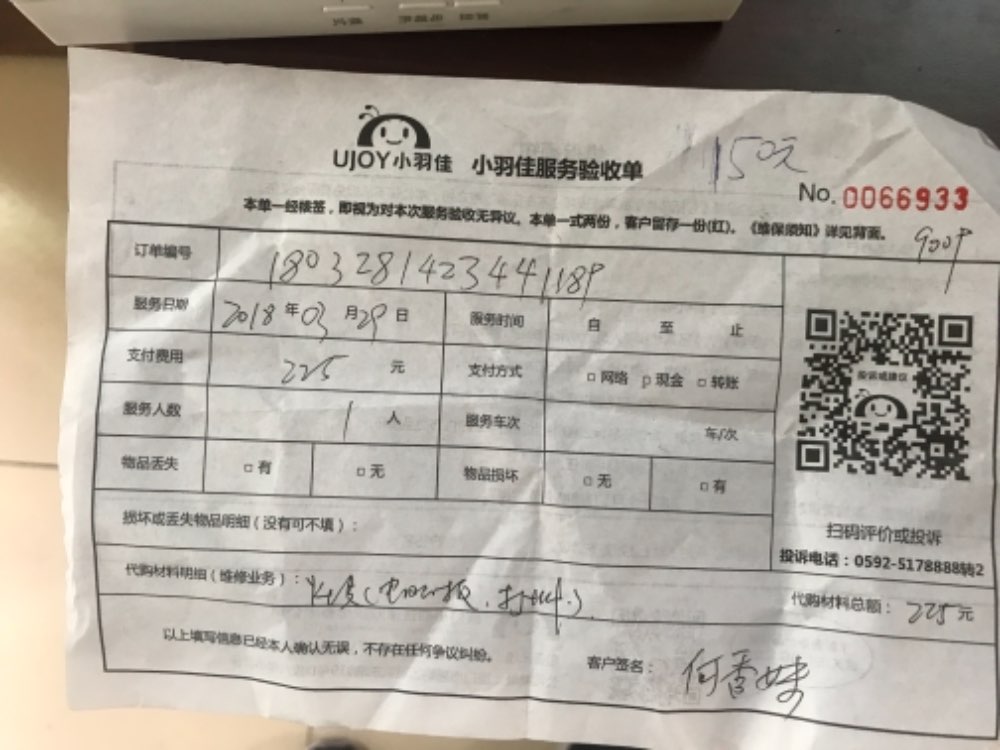 UJOY小羽佳 小羽佳服务验收单
150元
No. 0066933
本单一经核签，即视为对本次服务验收无异议。本单一式两份，客户留存一份(红)。《维保须知》详见背面。
订单编号
服务日期 2018年03月29日 服务时间 自 至 止
支付费用 225 元 支付方式 □网络 □现金 □转账
服务人数 1 人 服务车次 车/次
物品丢失 □有 □无 物品损坏 □无 □有
投诉或建议
损坏或丢失物品明细（没有可不填）：
扫码评价或投诉
投诉电话：0592-5178888转2
代购材料明细（维修业务）：
代购材料总额：225元
以上填写信息已经本人确认无误，不存在任何争议纠纷。
客户签名：何香妹